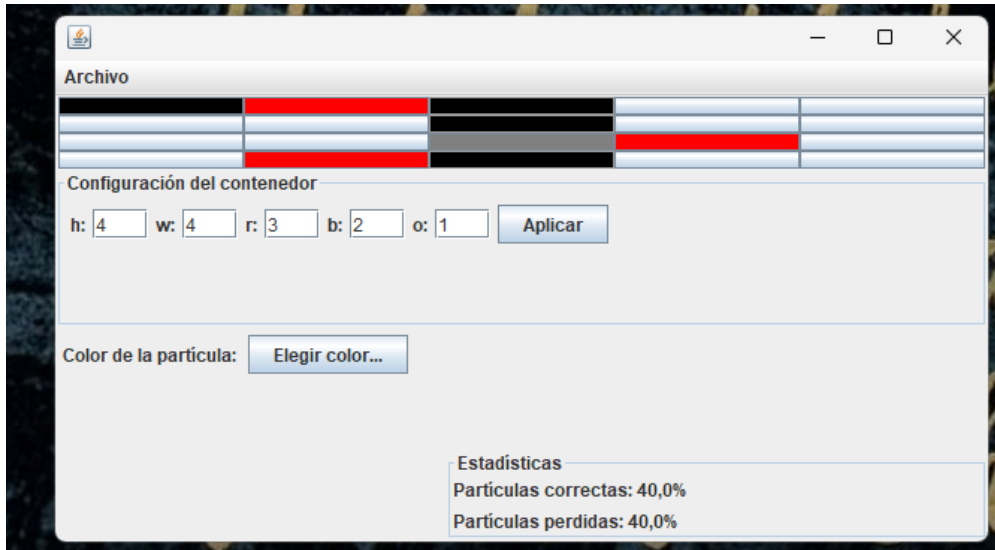 Archivo
Configuración del contenedor
h: 4 w: 4 r: 3 b: 2 o: 1 Aplicar
Color de la partícula: Elegir color...
Estadísticas
Partículas correctas: 40,0%
Partículas perdidas: 40,0%